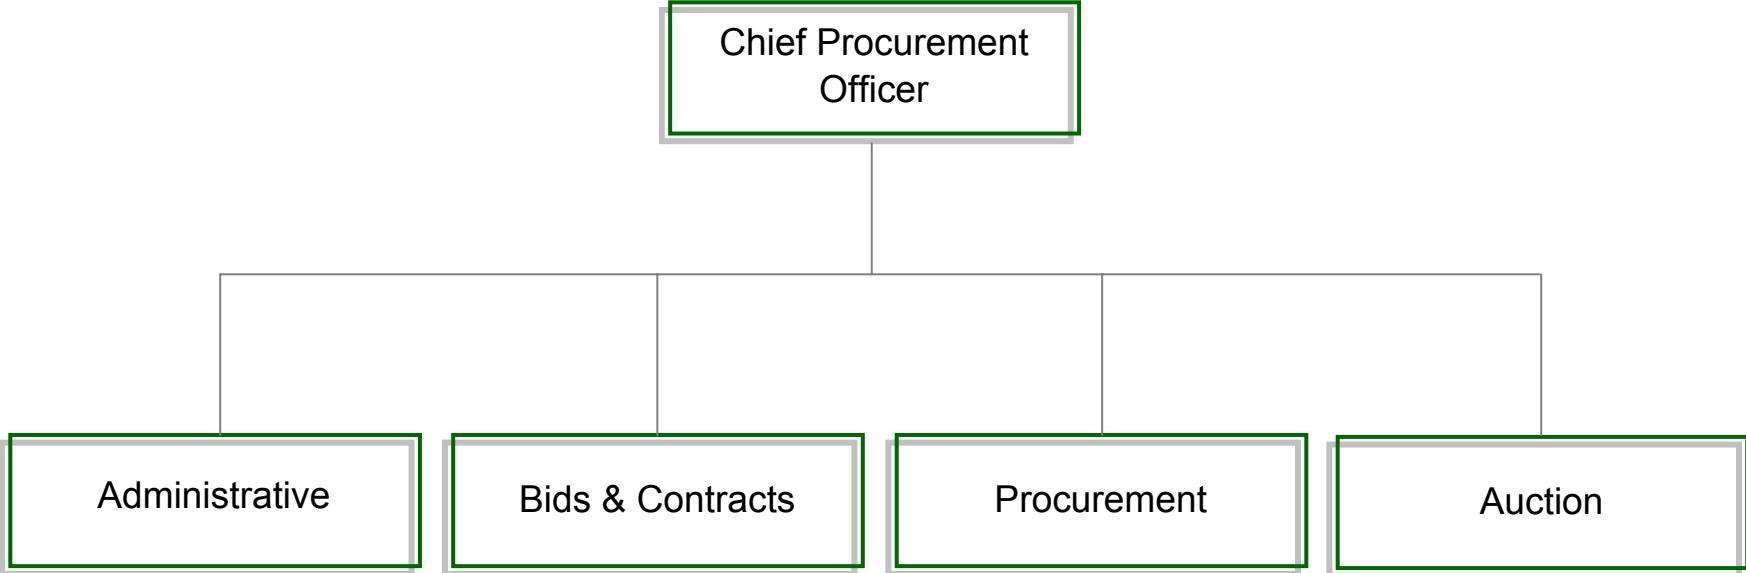 Chief Procurement
Officer
Administrative
Bids & Contracts
Procurement
Auction